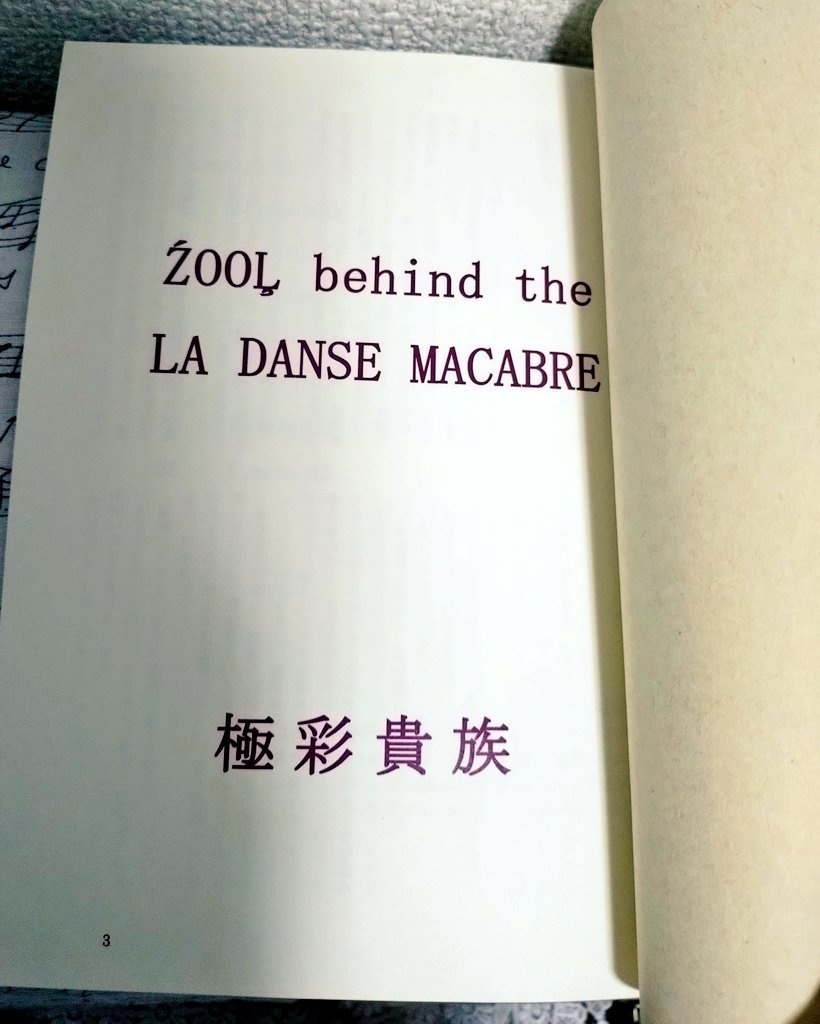 ŹOOĻ behind the
LA DANSE MACABRE
極彩貴族
3